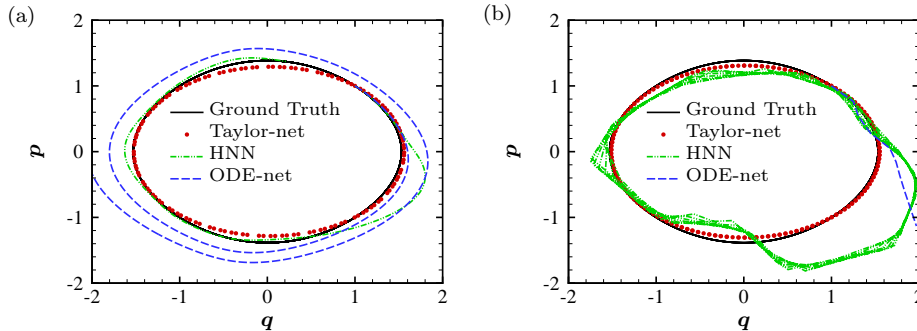 (a)
2
1
0
-1
-2
p
-2
-1
0
1
2
q
Ground Truth
Taylor-net
HNN
ODE-net
(b)
2
1
0
-1
-2
p
-2
-1
0
1
2
q
Ground Truth
Taylor-net
HNN
ODE-net